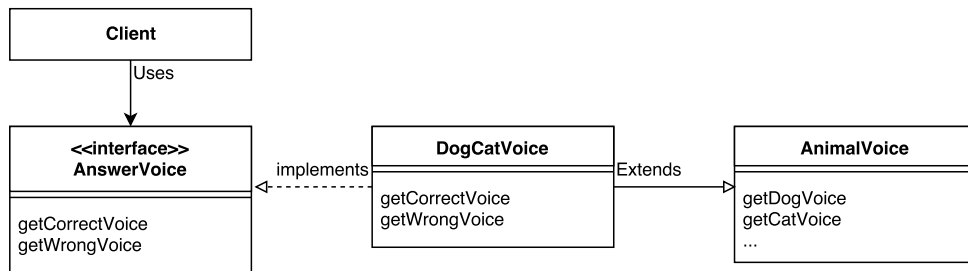 Client
Uses
<<interface>>
AnswerVoice
getCorrectVoice
getWrongVoice
implements
DogCatVoice
getCorrectVoice
getWrongVoice
Extends
AnimalVoice
getDogVoice
getCatVoice
...